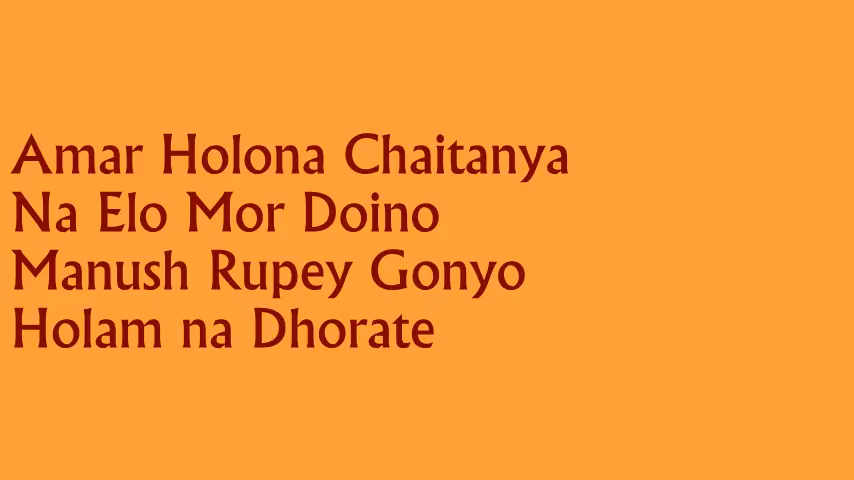 Amar Holona Chaitanya
Na Elo Mor Doino
Manush Rupey Gonyo
Holam na Dhorate